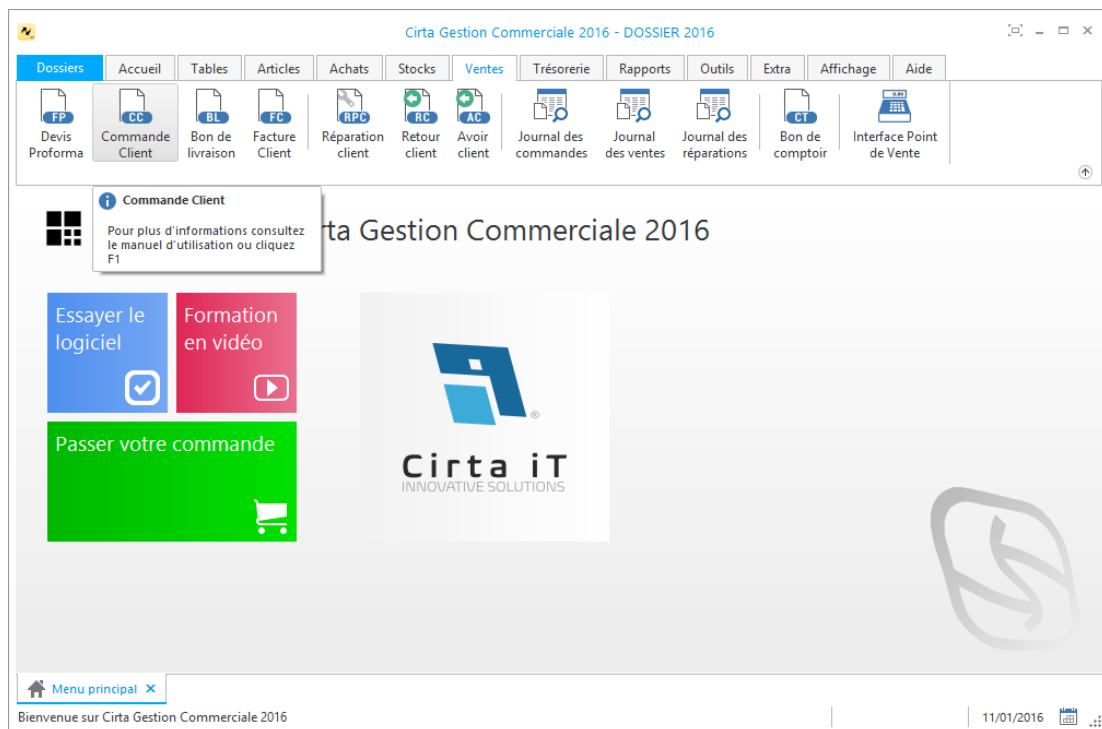 Cirta Gestion Commerciale 2016 - DOSSIER 2016
Dossiers Accueil Tables Articles Achats Stocks Ventes Trésorerie Rapports Outils Extra Affichage Aide
FP CC BL FC RPC RC AC CT 0.00
Devis Proforma
Commande Client
Bon de livraison
Facture Client
Réparation client
Retour client
Avoir client
Journal des commandes
Journal des ventes
Journal des réparations
Bon de comptoir
Interface Point de Vente
Commande Client
Pour plus d'informations consultez
le manuel d'utilisation ou cliquez
F1
rta Gestion Commerciale 2016
Essayer le
logiciel
Formation
en vidéo
Passer votre commande
Cirta iT
INNOVATIVE SOLUTIONS
Menu principal
Bienvenue sur Cirta Gestion Commerciale 2016
11/01/2016